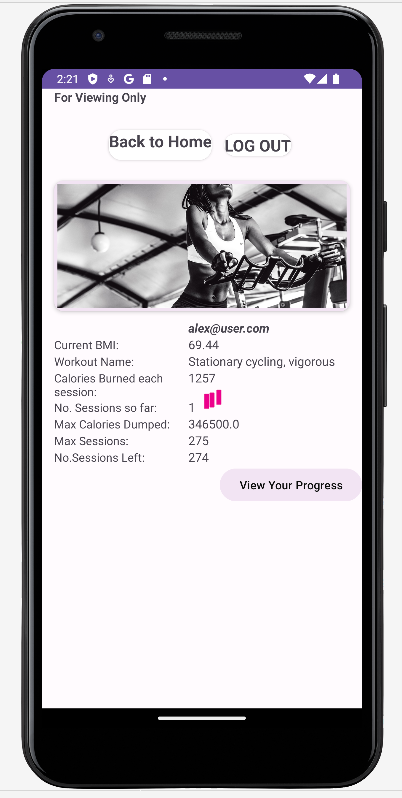 2:21
For Viewing Only
Back to Home
LOG OUT
alex@user.com
Current BMI: 69.44
Workout Name: Stationary cycling, vigorous
Calories Burned each 1257
session:
No. Sessions so far: 1
Max Calories Dumped: 346500.0
Max Sessions: 275
No.Sessions Left: 274
View Your Progress